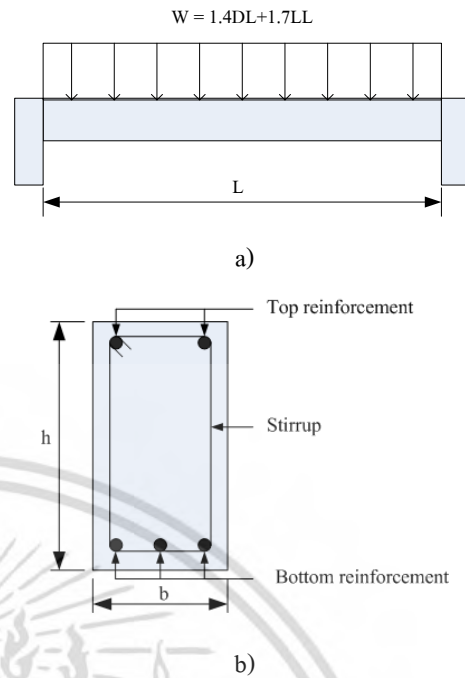 W = 1.4DL+1.7LL
L
a)
Top reinforcement
h
Stirrup
Bottom reinforcement
b
b)